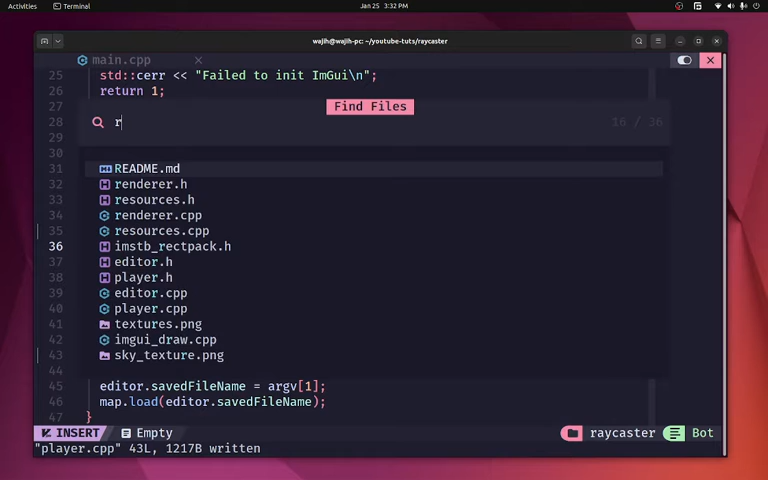 Activities Terminal Jan 25 3:32 PM
wajih@wajih-pc: ~/youtube-tuts/raycaster
main.cpp
25 std::cerr << "Failed to init ImGui\n";
26 return 1;
27 Find Files
28 r 16 / 36
29
30
31 README.md
32 renderer.h
33 resources.h
34 renderer.cpp
35 resources.cpp
36 imstb_rectpack.h
37 editor.h
38 player.h
39 editor.cpp
40 player.cpp
41 textures.png
42 imgui_draw.cpp
43 sky_texture.png
44
45 editor.savedFileName = argv[1];
46 map.load(editor.savedFileName);
47 }
INSERT Empty raycaster Bot
"player.cpp" 43L, 1217B written